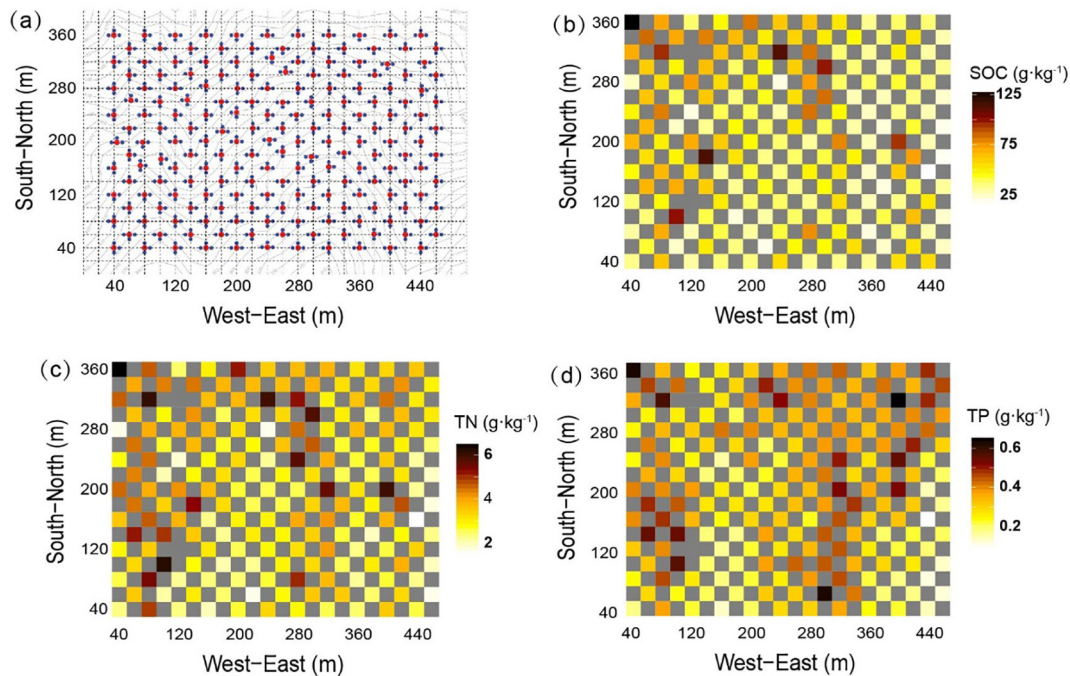 (a)
360
280
200
120
40
South−North (m)
40 120 200 280 360 440
West−East (m)
(b)
360
280
200
120
40
South−North (m)
40 120 200 280 360 440
West−East (m)
SOC (g·kg⁻¹)
125
75
25
(c)
360
280
200
120
40
South−North (m)
40 120 200 280 360 440
West−East (m)
TN (g·kg⁻¹)
6
4
2
(d)
360
280
200
120
40
South−North (m)
40 120 200 280 360 440
West−East (m)
TP (g·kg⁻¹)
0.6
0.4
0.2